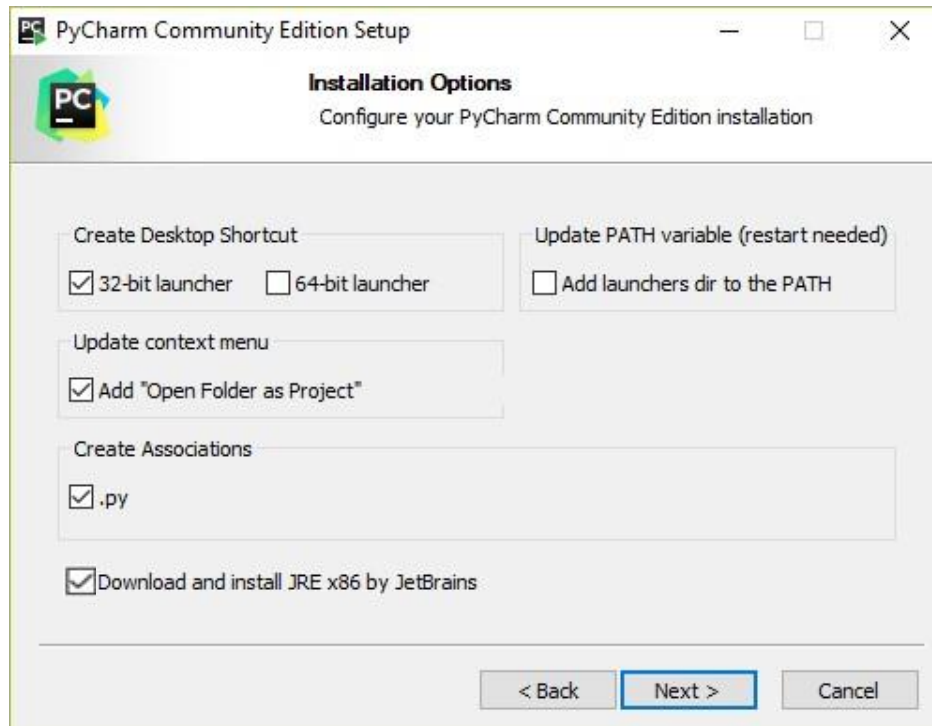 PC PyCharm Community Edition Setup
PC
Installation Options
Configure your PyCharm Community Edition installation
Create Desktop Shortcut
32-bit launcher 64-bit launcher
Update PATH variable (restart needed)
Add launchers dir to the PATH
Update context menu
Add "Open Folder as Project"
Create Associations
.py
Download and install JRE x86 by JetBrains
< Back Next > Cancel